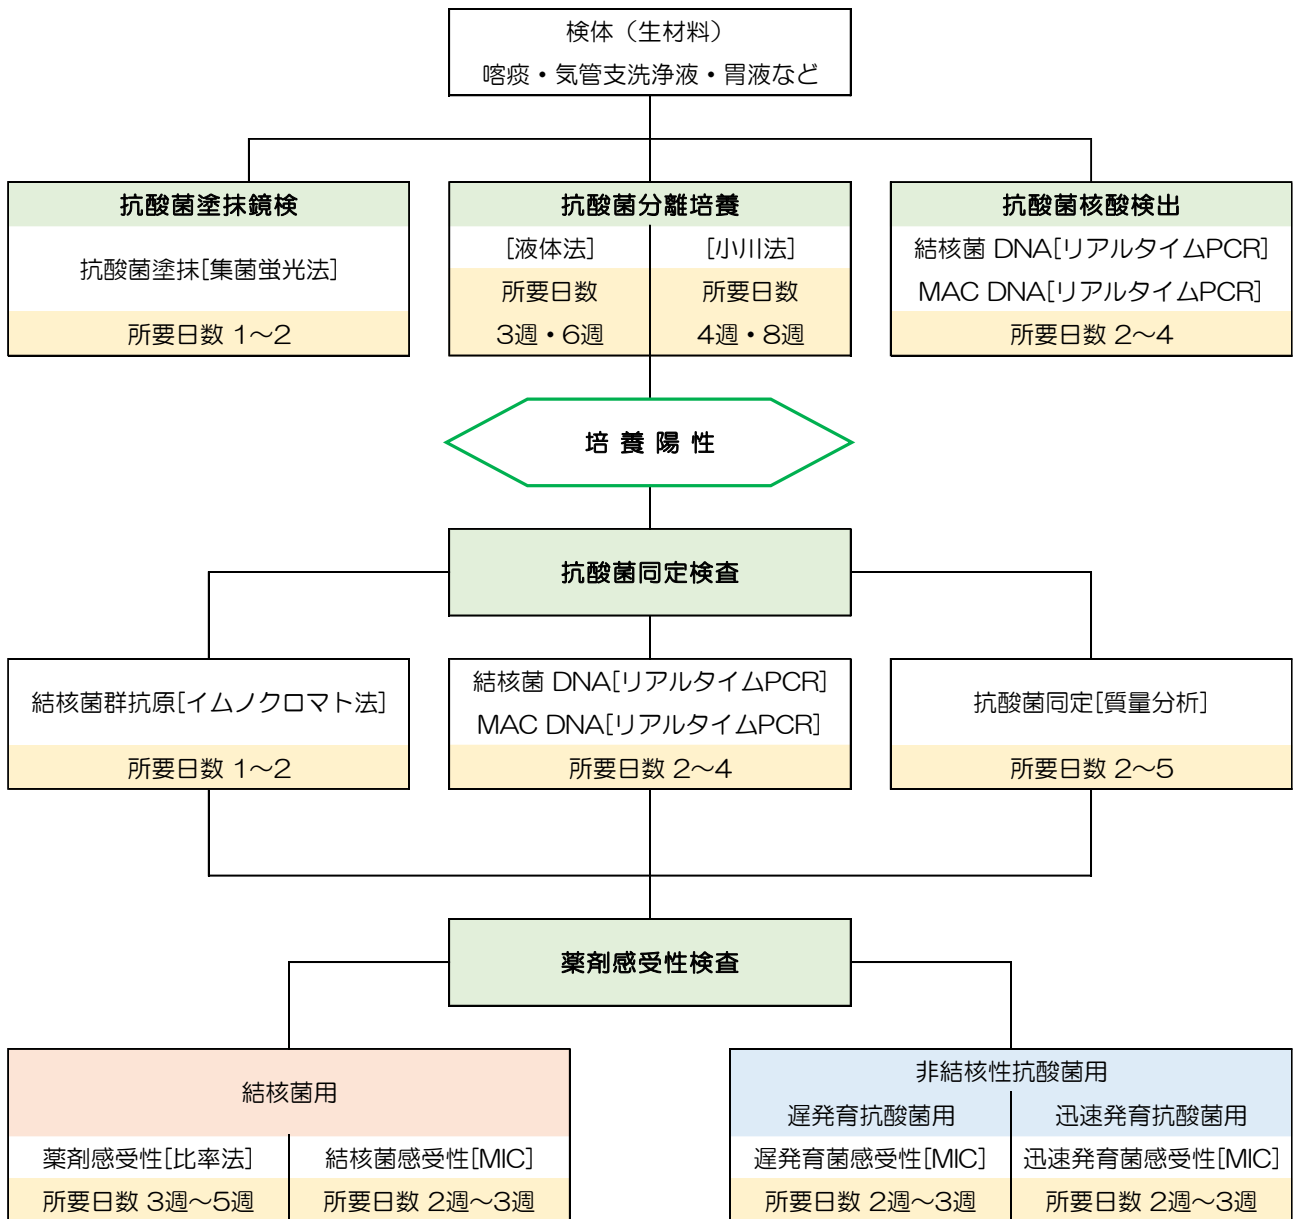 検体（生材料）
喀痰・気管支洗浄液・胃液など
抗酸菌塗抹鏡検
抗酸菌塗抹[集菌蛍光法]
所要日数 1～2
抗酸菌分離培養
[液体法]
所要日数
3週・6週
[小川法]
所要日数
4週・8週
抗酸菌核酸検出
結核菌 DNA[リアルタイムPCR]
MAC DNA[リアルタイムPCR]
所要日数 2～4
培 養 陽 性
抗酸菌同定検査
結核菌群抗原[イムノクロマト法]
所要日数 1～2
結核菌 DNA[リアルタイムPCR]
MAC DNA[リアルタイムPCR]
所要日数 2～4
抗酸菌同定[質量分析]
所要日数 2～5
薬剤感受性検査
結核菌用
薬剤感受性[比率法]
所要日数 3週～5週
結核菌感受性[MIC]
所要日数 2週～3週
非結核性抗酸菌用
遅発育抗酸菌用
遅発育菌感受性[MIC]
所要日数 2週～3週
迅速発育抗酸菌用
迅速発育菌感受性[MIC]
所要日数 2週～3週